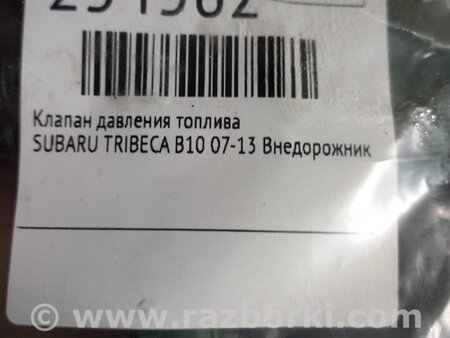 Клапан давления топлива
SUBARU TRIBECA B10 07-13 Внедорожник
© www.razborki.com